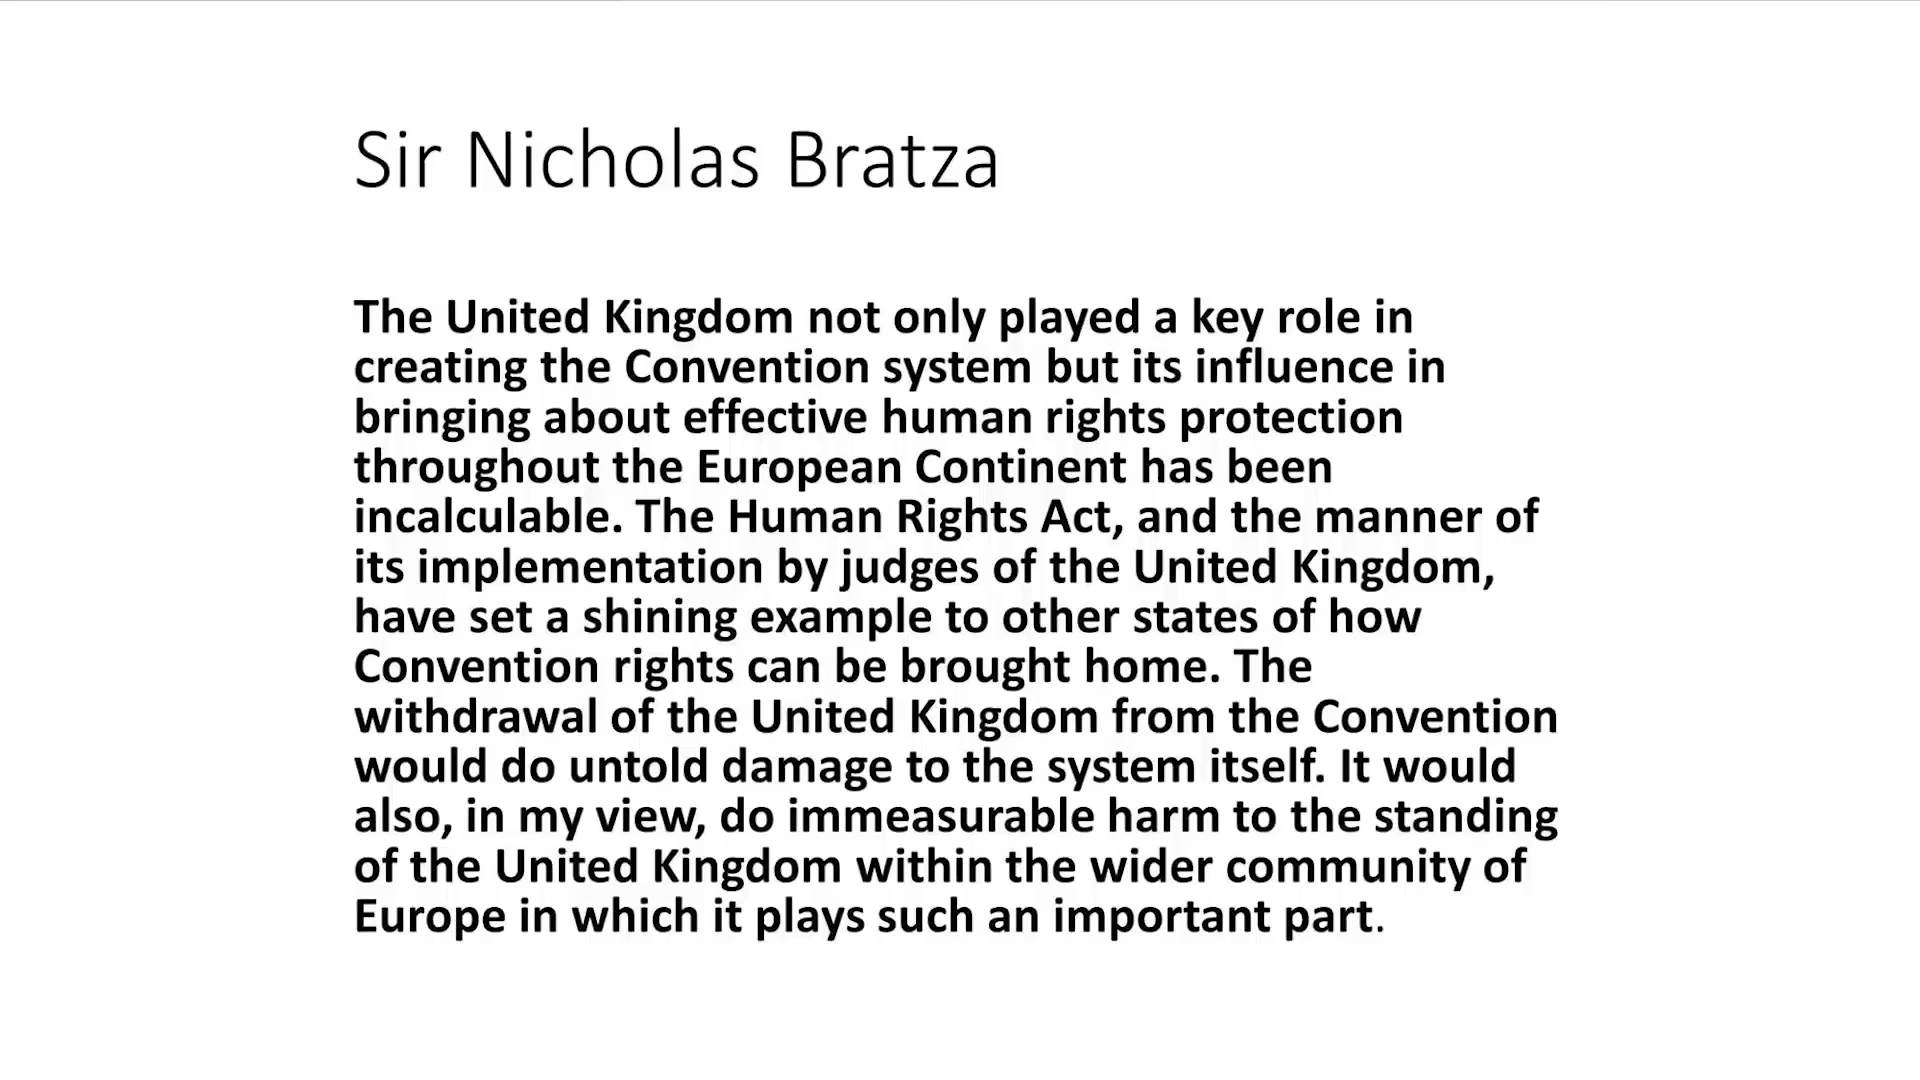 Sir Nicholas Bratza
The United Kingdom not only played a key role in
creating the Convention system but its influence in
bringing about effective human rights protection
throughout the European Continent has been
incalculable. The Human Rights Act, and the manner of
its implementation by judges of the United Kingdom,
have set a shining example to other states of how
Convention rights can be brought home. The
withdrawal of the United Kingdom from the Convention
would do untold damage to the system itself. It would
also, in my view, do immeasurable harm to the standing
of the United Kingdom within the wider community of
Europe in which it plays such an important part.